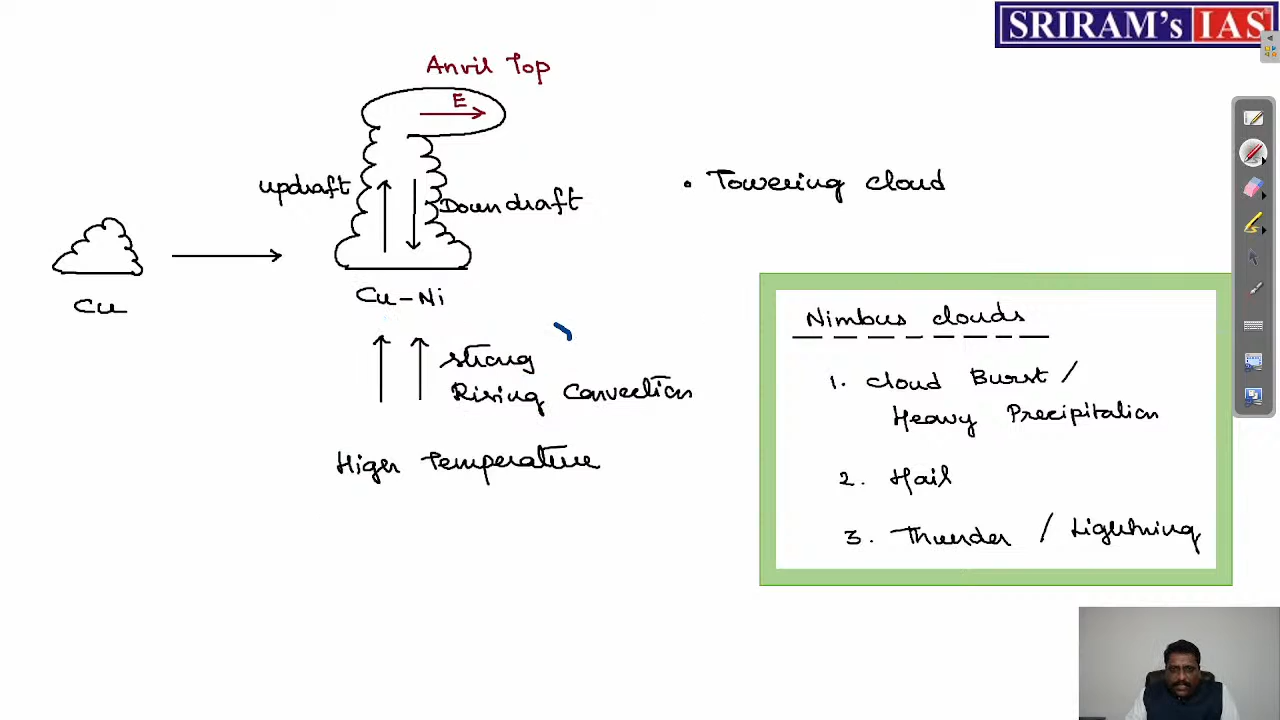 SRIRAM's IAS
Anvil Top
E
updraft
Downdraft
• Towering cloud
Cu
Cu-Ni
strong
Rising Convection
Higer Temperature
Nimbus clouds
1. Cloud Burst /
Heavy Precipitation
2. Hail
3. Thunder / Lightning